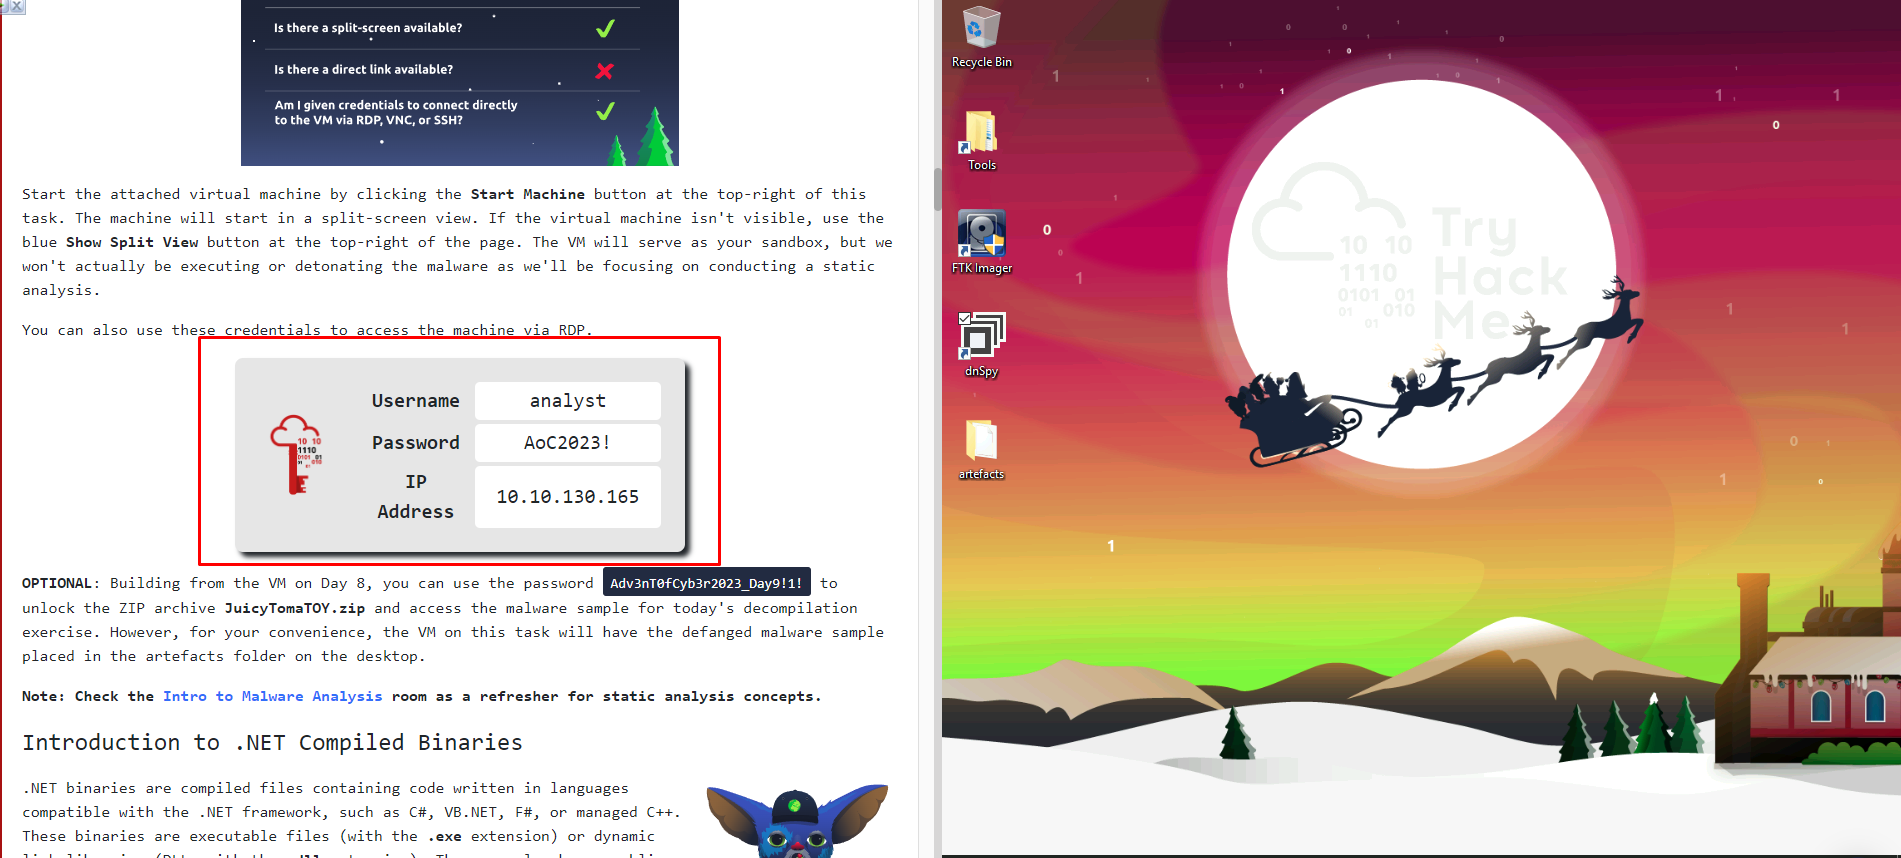 Is there a split-screen available?
Is there a direct link available?
Am I given credentials to connect directly
to the VM via RDP, VNC, or SSH?
Start the attached virtual machine by clicking the Start Machine button at the top-right of this
task. The machine will start in a split-screen view. If the virtual machine isn't visible, use the
blue Show Split View button at the top-right of the page. The VM will serve as your sandbox, but we
won't actually be executing or detonating the malware as we'll be focusing on conducting a static
analysis.
You can also use these credentials to access the machine via RDP.
Username analyst
Password AoC2023!
IP
Address 10.10.130.165
OPTIONAL: Building from the VM on Day 8, you can use the password Adv3nT0fCyb3r2023_Day9!1! to
unlock the ZIP archive JuicyTomaTOY.zip and access the malware sample for today's decompilation
exercise. However, for your convenience, the VM on this task will have the defanged malware sample
placed in the artefacts folder on the desktop.
Note: Check the Intro to Malware Analysis room as a refresher for static analysis concepts.
Introduction to .NET Compiled Binaries
.NET binaries are compiled files containing code written in languages
compatible with the .NET framework, such as C#, VB.NET, F#, or managed C++.
These binaries are executable files (with the .exe extension) or dynamic
Recycle Bin
Tools
FTK Imager
dnSpy
artefacts
Try
Hack
Me
10 10
1110
0101 01
01 010
01